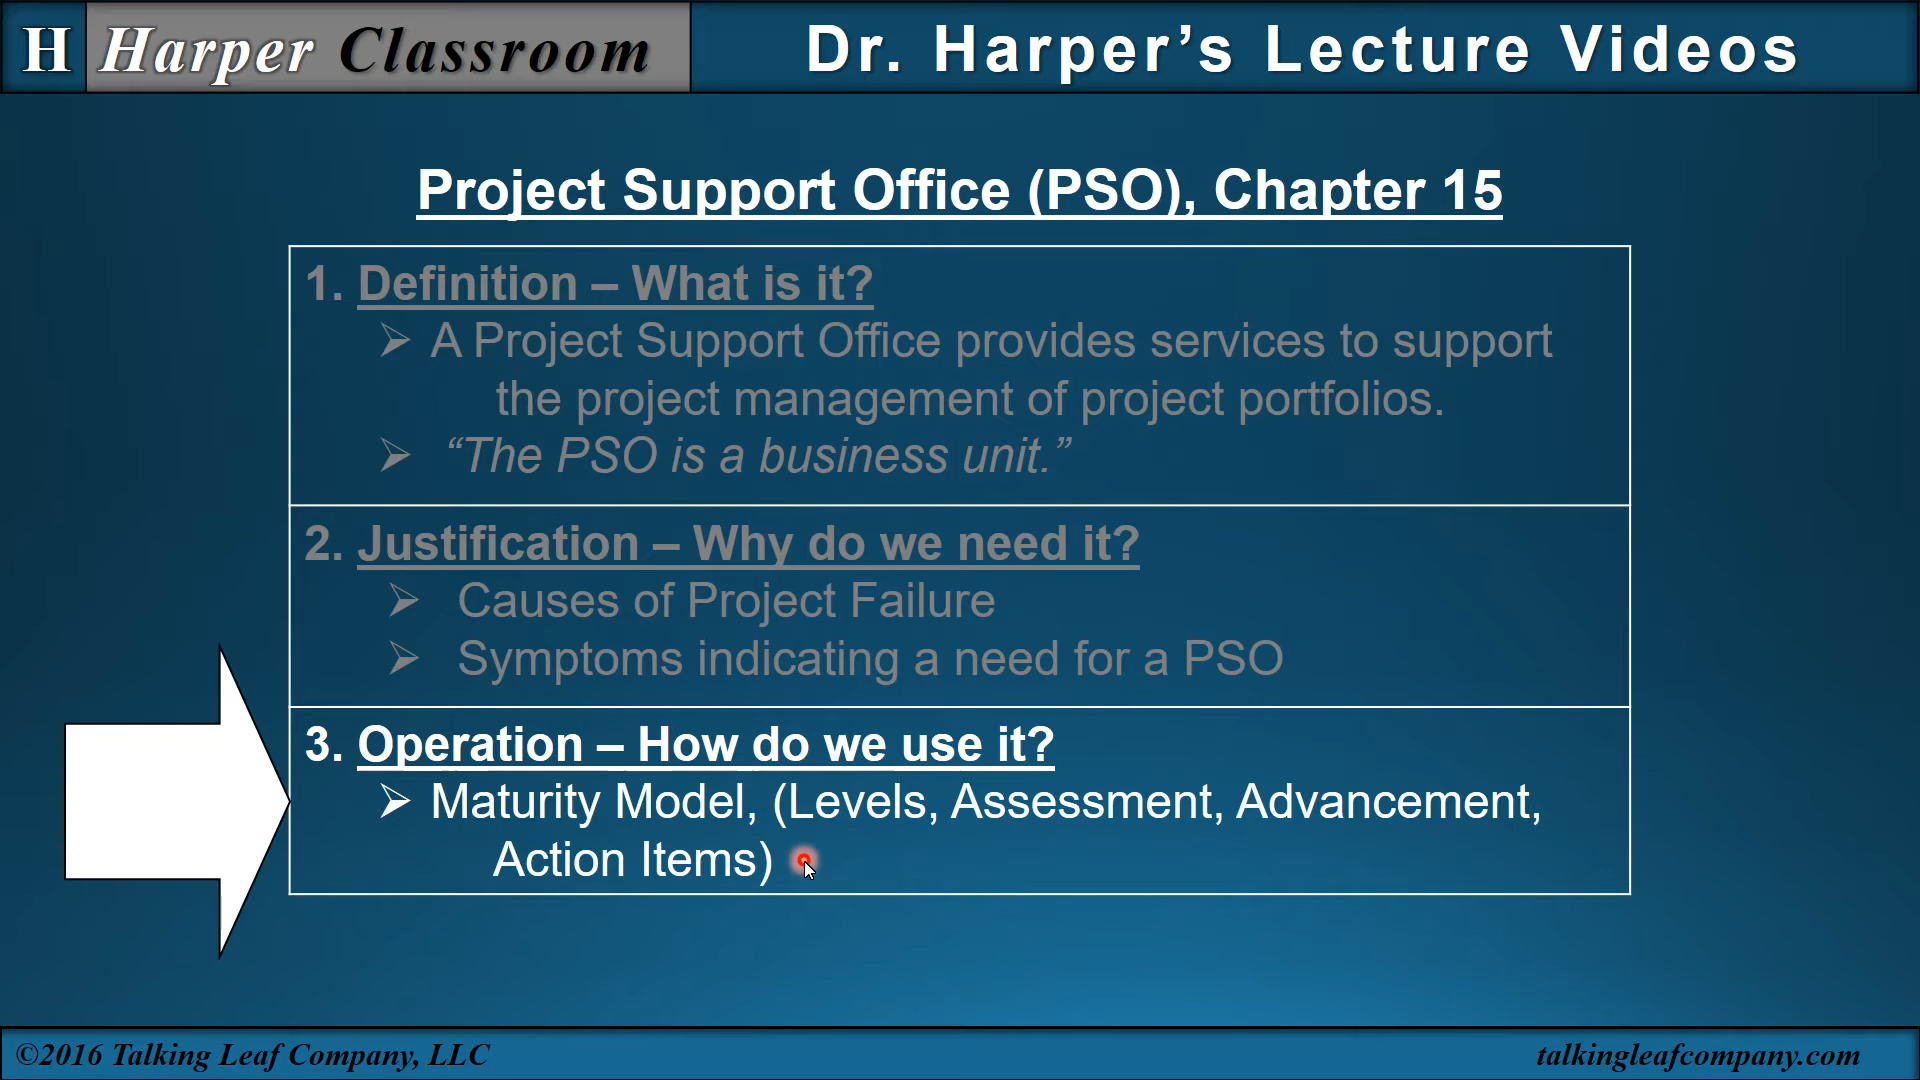 H Harper Classroom Dr. Harper’s Lecture Videos
Project Support Office (PSO), Chapter 15
1. Definition – What is it?
➢ A Project Support Office provides services to support
the project management of project portfolios.
➢ “The PSO is a business unit.”
2. Justification – Why do we need it?
➢ Causes of Project Failure
➢ Symptoms indicating a need for a PSO
3. Operation – How do we use it?
➢ Maturity Model, (Levels, Assessment, Advancement,
Action Items)
©2016 Talking Leaf Company, LLC
talkingleafcompany.com